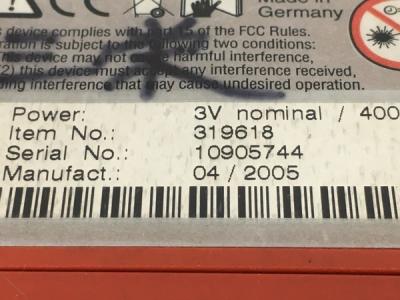 Made in
Germany
device complies with part 15 of the FCC Rules.
ration is subject to the following two conditions:
this device may not harmful interference,
(2) this device must accept any interference received,
ding interference that may cause undesired operation.
Power: 3V nominal / 400
Item No.: 319618
Serial No.: 10905744
Manufact.: 04 / 2005